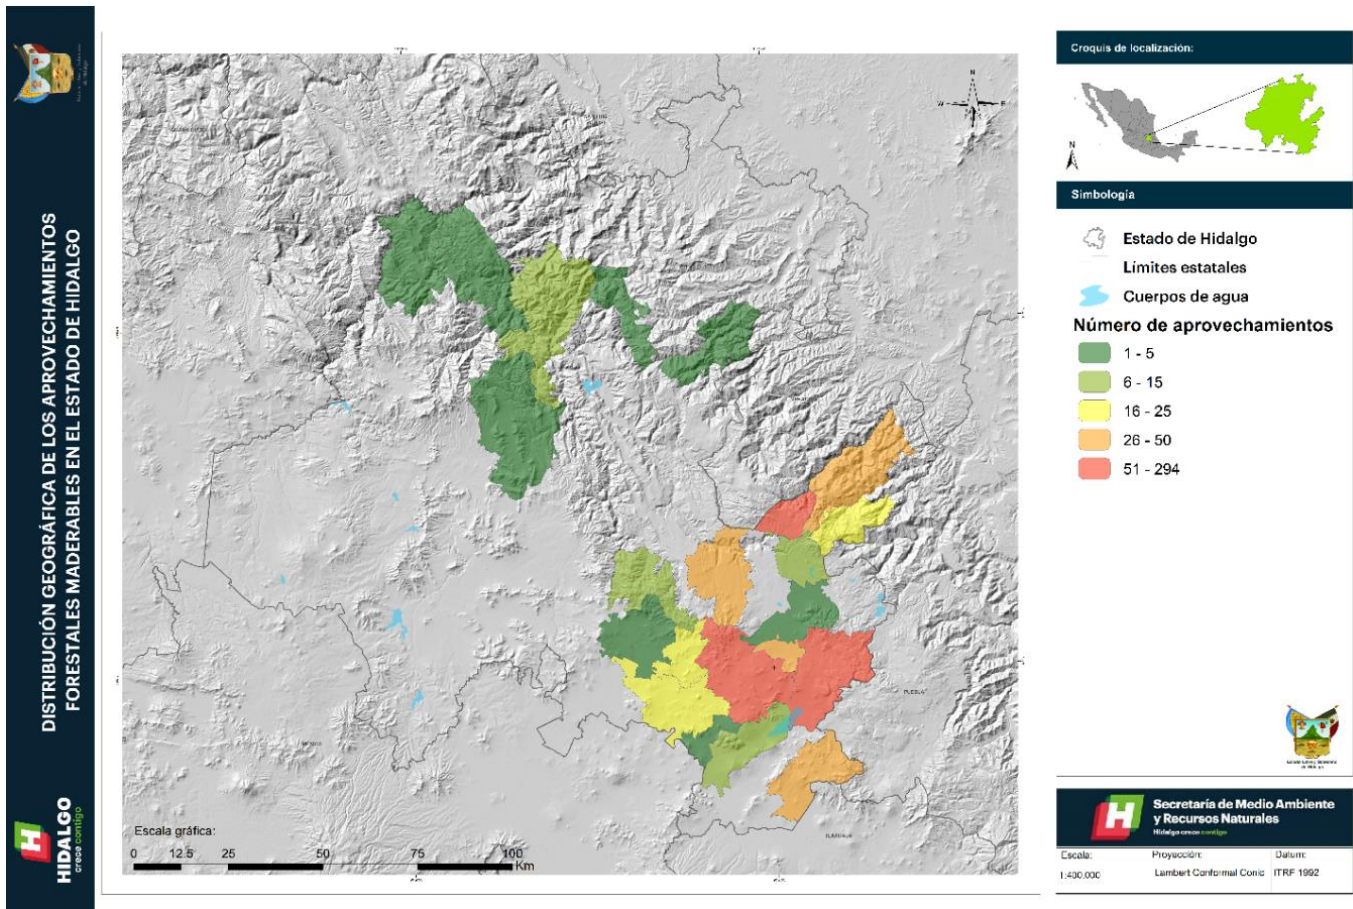 DISTRIBUCIÓN GEOGRÁFICA DE LOS APROVECHAMIENTOS
FORESTALES MADERABLES EN EL ESTADO DE HIDALGO
HIDALGO
crece contigo
N
W
E
PUEBLA
TLAXCALA
MÉXICO
Escala gráfica:
0 12.5 25 50 75 100
Km
Croquis de localización:
N
Simbología
Estado de Hidalgo
Límites estatales
Cuerpos de agua
Número de aprovechamientos
1 - 5
6 - 15
16 - 25
26 - 50
51 - 294
H
Secretaría de Medio Ambiente
y Recursos Naturales
Hidalgo crece contigo
Escala: Proyección: Datum:
1:400,000 Lambert Conformal Conic ITRF 1992